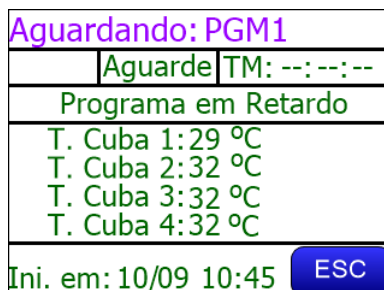 Aguardando: PGM1
Aguarde TM: --:--:--
Programa em Retardo
T. Cuba 1:29 ºC
T. Cuba 2:32 ºC
T. Cuba 3:32 ºC
T. Cuba 4:32 ºC
Ini. em: 10/09 10:45 ESC